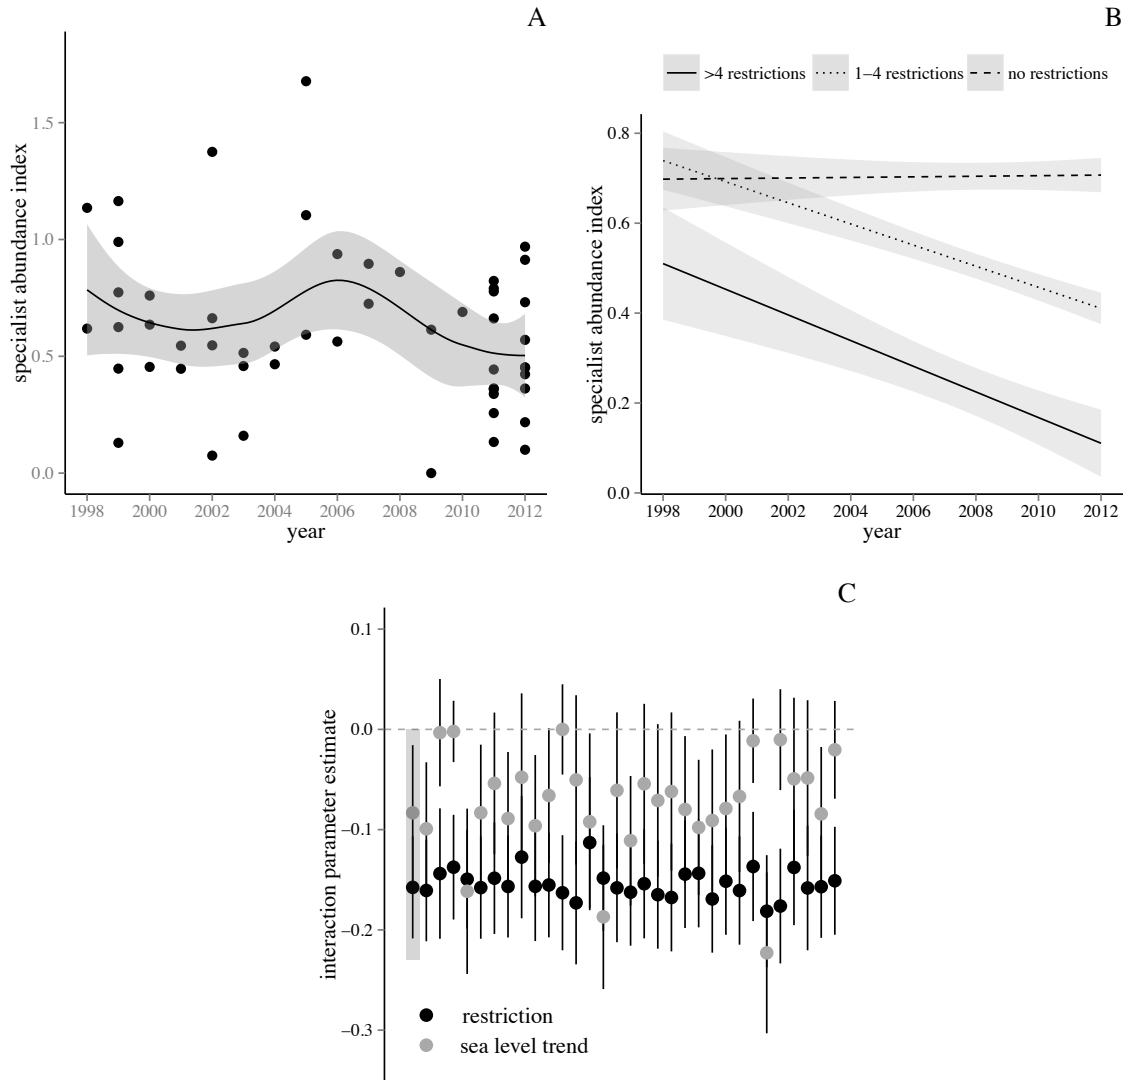 A
specialist abundance index
1.5
1.0
0.5
0.0
1998 2000 2002 2004 2006 2008 2010 2012
year
B
>4 restrictions 1–4 restrictions no restrictions
specialist abundance index
0.8
0.6
0.4
0.2
0.0
1998 2000 2002 2004 2006 2008 2010 2012
year
C
interaction parameter estimate
0.1
0.0
–0.1
–0.2
–0.3
restriction
sea level trend